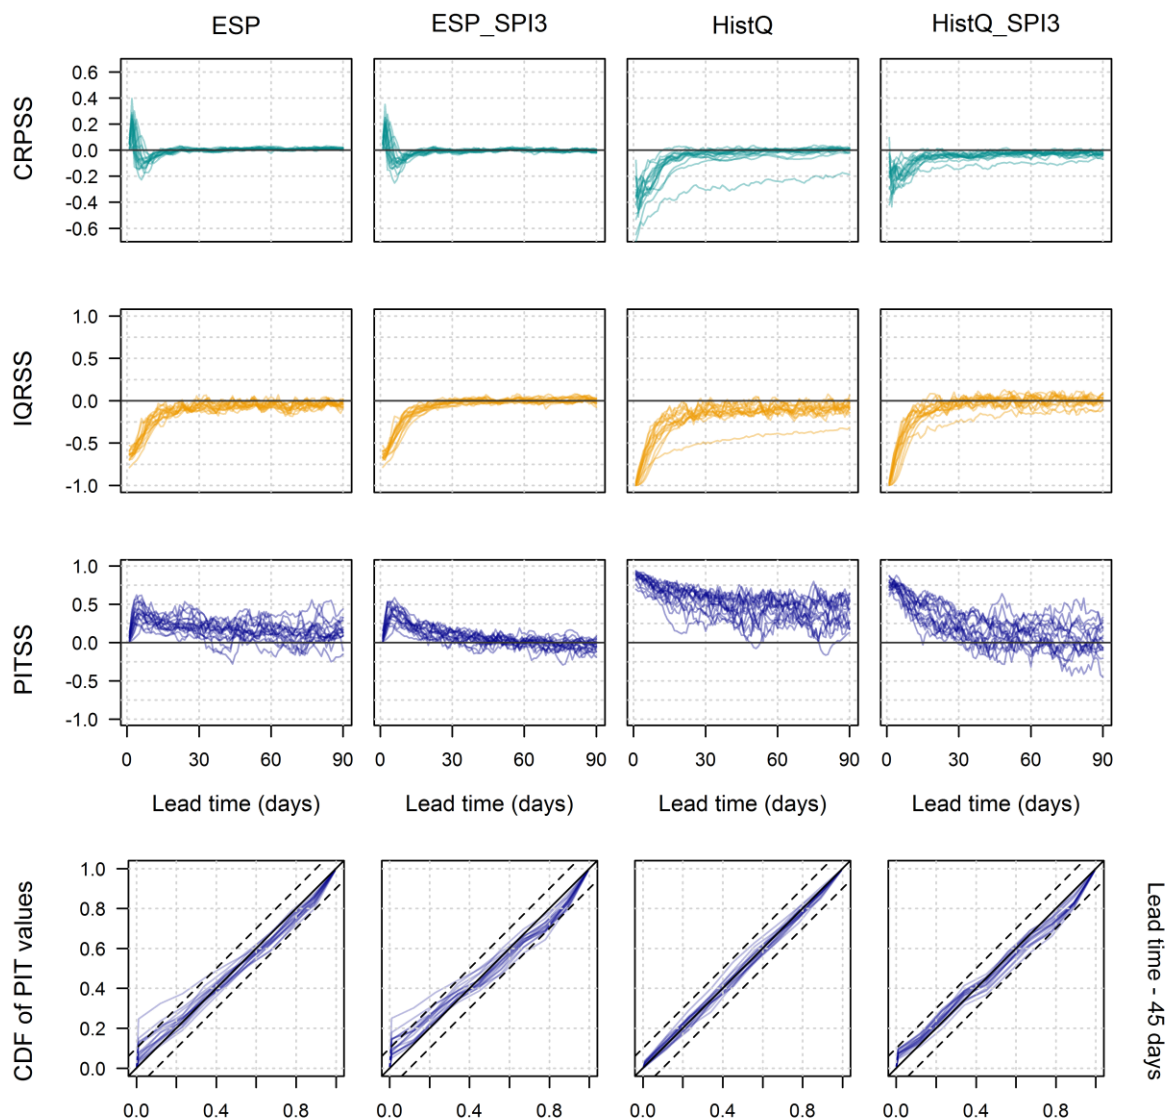 ESP ESP_SPI3 HistQ HistQ_SPI3
CRPSS
0.6
0.4
0.2
0.0
-0.2
-0.4
-0.6
IQRSS
1.0
0.5
0.0
-0.5
-1.0
PITSS
1.0
0.5
0.0
-0.5
-1.0
0 30 60 90 0 30 60 90 0 30 60 90 0 30 60 90
Lead time (days) Lead time (days) Lead time (days) Lead time (days)
CDF of PIT values
1.0
0.8
0.6
0.4
0.2
0.0
0.0 0.4 0.8 0.0 0.4 0.8 0.0 0.4 0.8 0.0 0.4 0.8
Lead time - 45 days